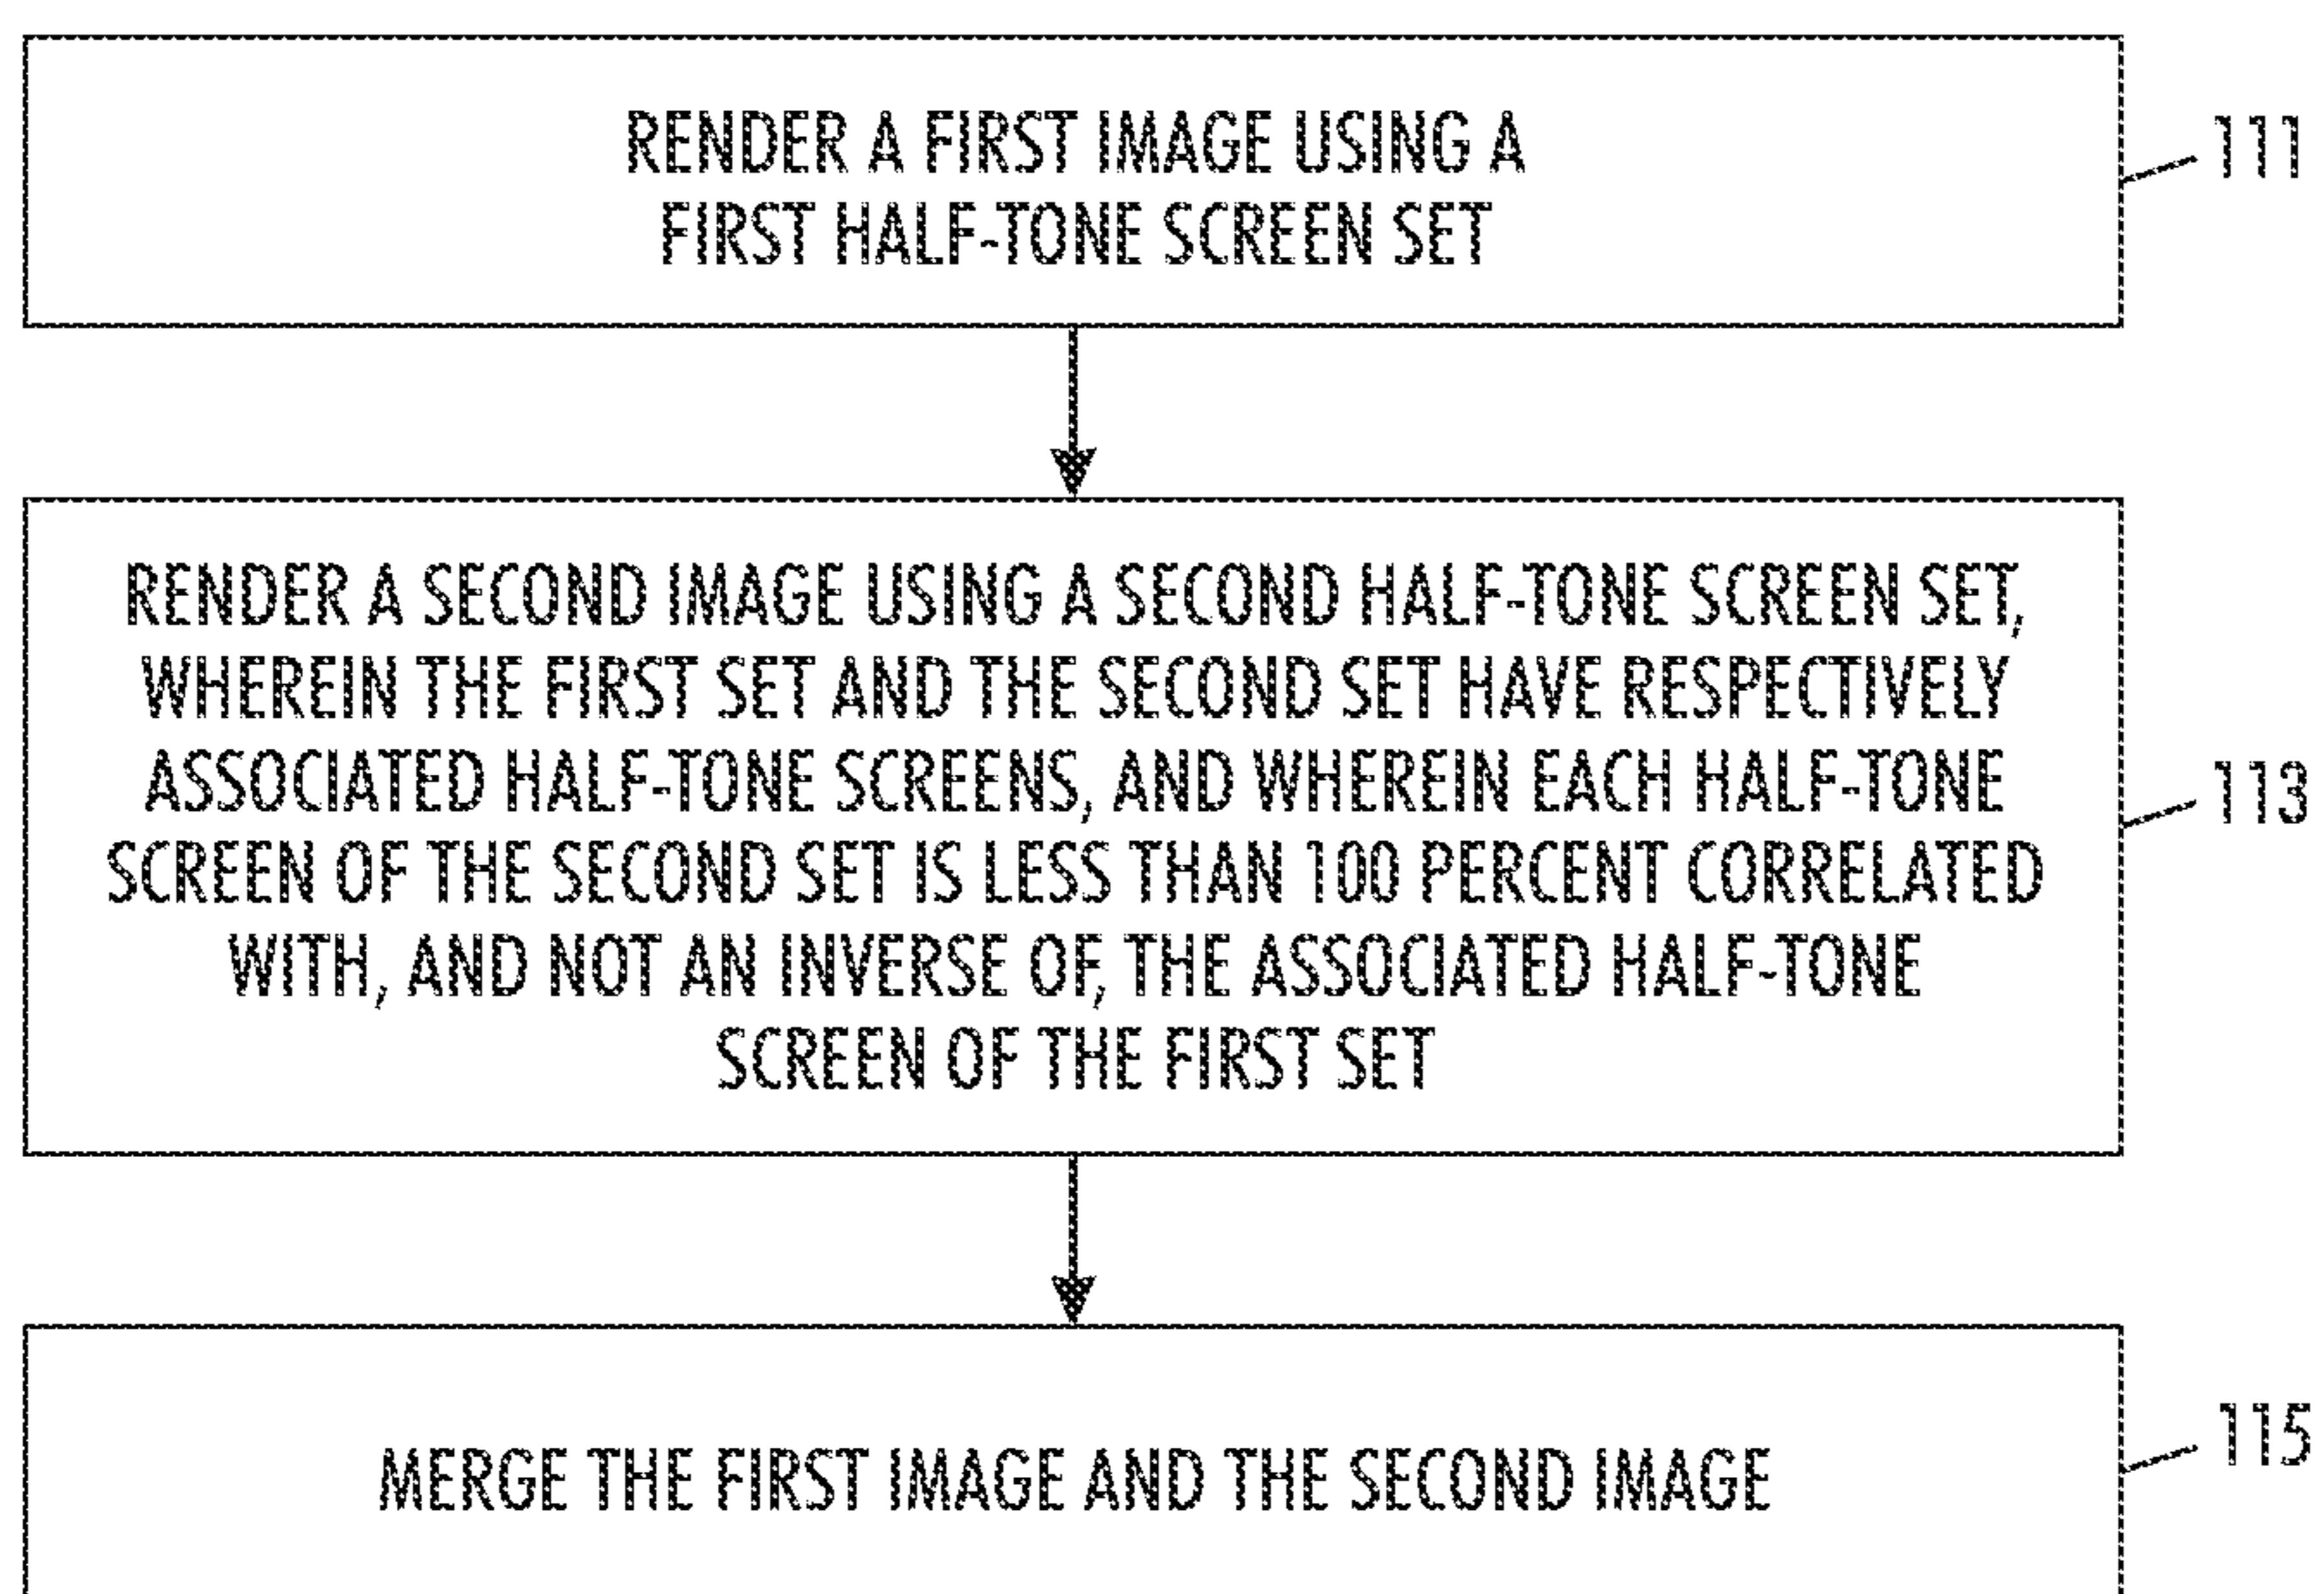 RENDER A FIRST IMAGE USING A
FIRST HALF-TONE SCREEN SET
111
RENDER A SECOND IMAGE USING A SECOND HALF-TONE SCREEN SET,
WHEREIN THE FIRST SET AND THE SECOND SET HAVE RESPECTIVELY
ASSOCIATED HALF-TONE SCREENS, AND WHEREIN EACH HALF-TONE
SCREEN OF THE SECOND SET IS LESS THAN 100 PERCENT CORRELATED
WITH, AND NOT AN INVERSE OF, THE ASSOCIATED HALF-TONE
SCREEN OF THE FIRST SET
113
MERGE THE FIRST IMAGE AND THE SECOND IMAGE
115